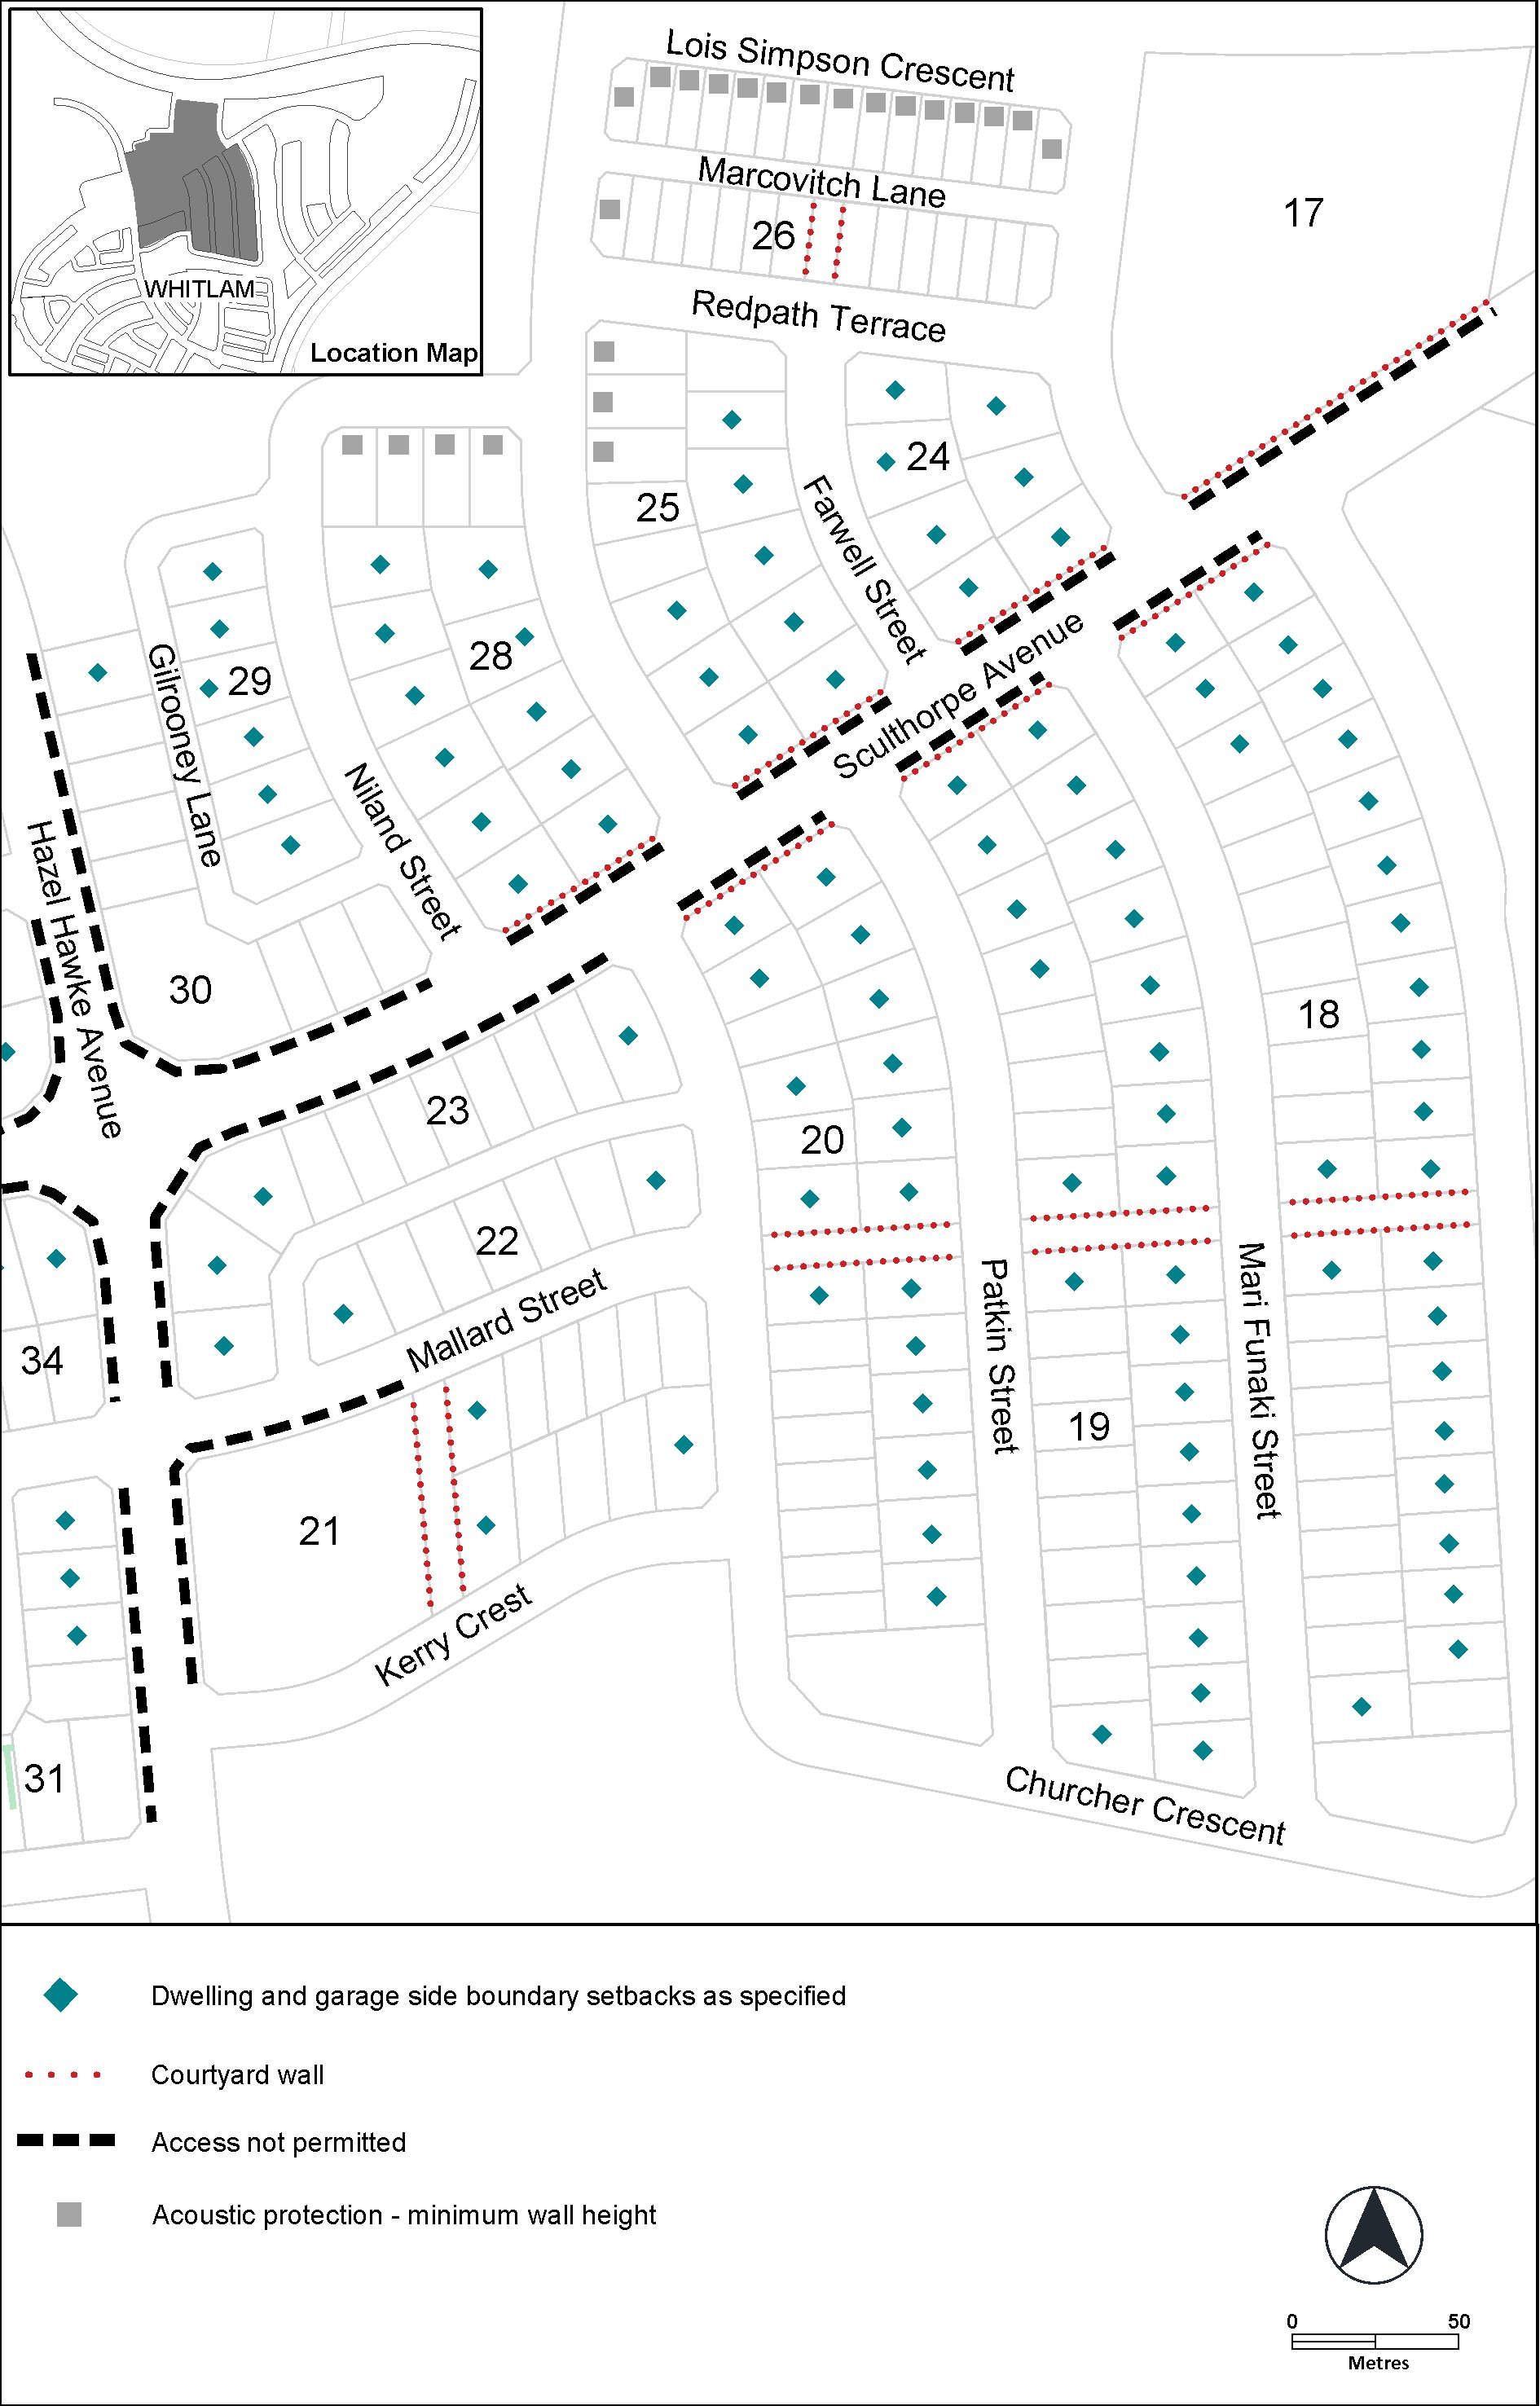 WHITLAM
Location Map
Lois Simpson Crescent
Marcovitch Lane
17
26
Redpath Terrace
24
25
Farwell Street
28
29
Gilrooney Lane
Sculthorpe Avenue
Niland Street
Hazel Hawke Avenue
30
18
23
20
22
Mallard Street
34
Patkin Street
Mari Funaki Street
19
21
Kerry Crest
31
Churcher Crescent
Dwelling and garage side boundary setbacks as specified
Courtyard wall
Access not permitted
Acoustic protection - minimum wall height
0 50
Metres